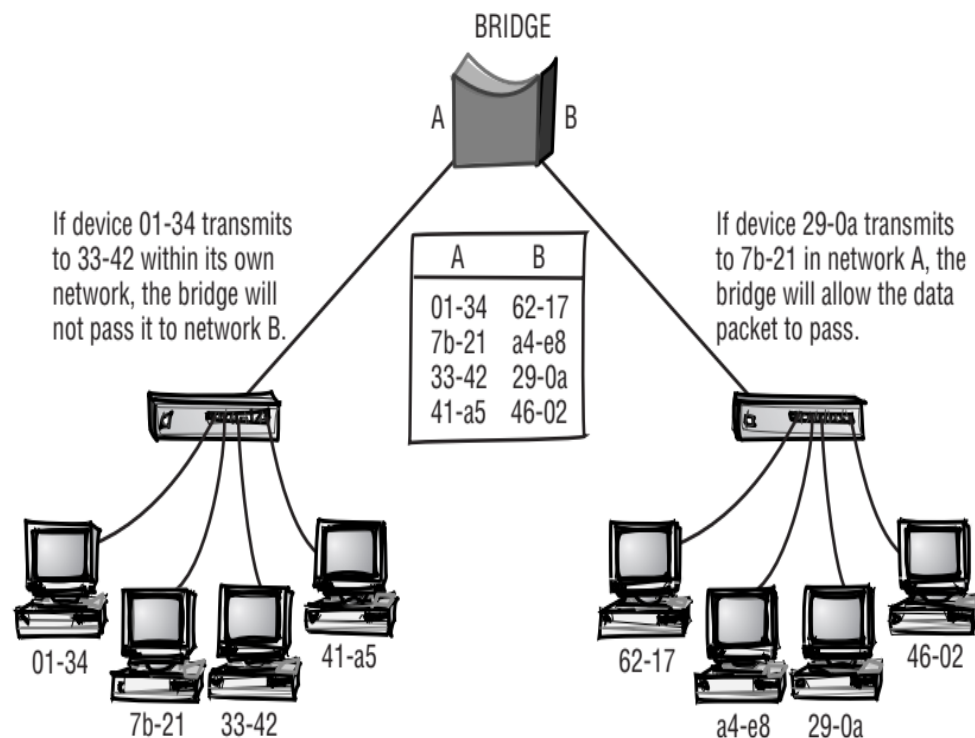 BRIDGE
A B
If device 01-34 transmits
to 33-42 within its own
network, the bridge will
not pass it to network B.
A B
01-34 62-17
7b-21 a4-e8
33-42 29-0a
41-a5 46-02
If device 29-0a transmits
to 7b-21 in network A, the
bridge will allow the data
packet to pass.
01-34
7b-21
33-42
41-a5
62-17
a4-e8
29-0a
46-02